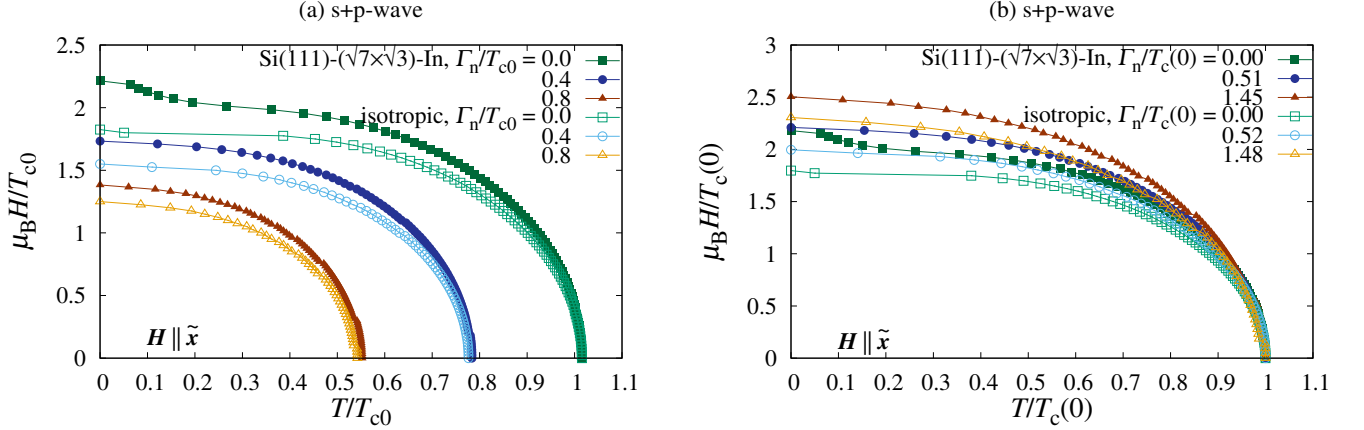 (a) s+p-wave
Si(111)-(√7×√3)-In, Γn/Tc0 = 0.0
0.4
0.8
isotropic, Γn/Tc0 = 0.0
0.4
0.8
2.5
2
1.5
1
0.5
0
μBH/Tc0
H ∥ x̃
0 0.1 0.2 0.3 0.4 0.5 0.6 0.7 0.8 0.9 1 1.1
T/Tc0
(b) s+p-wave
Si(111)-(√7×√3)-In, Γn/Tc(0) = 0.00
0.51
1.45
isotropic, Γn/Tc(0) = 0.00
0.52
1.48
3
2.5
2
1.5
1
0.5
0
μBH/Tc(0)
H ∥ x̃
0 0.1 0.2 0.3 0.4 0.5 0.6 0.7 0.8 0.9 1 1.1
T/Tc(0)